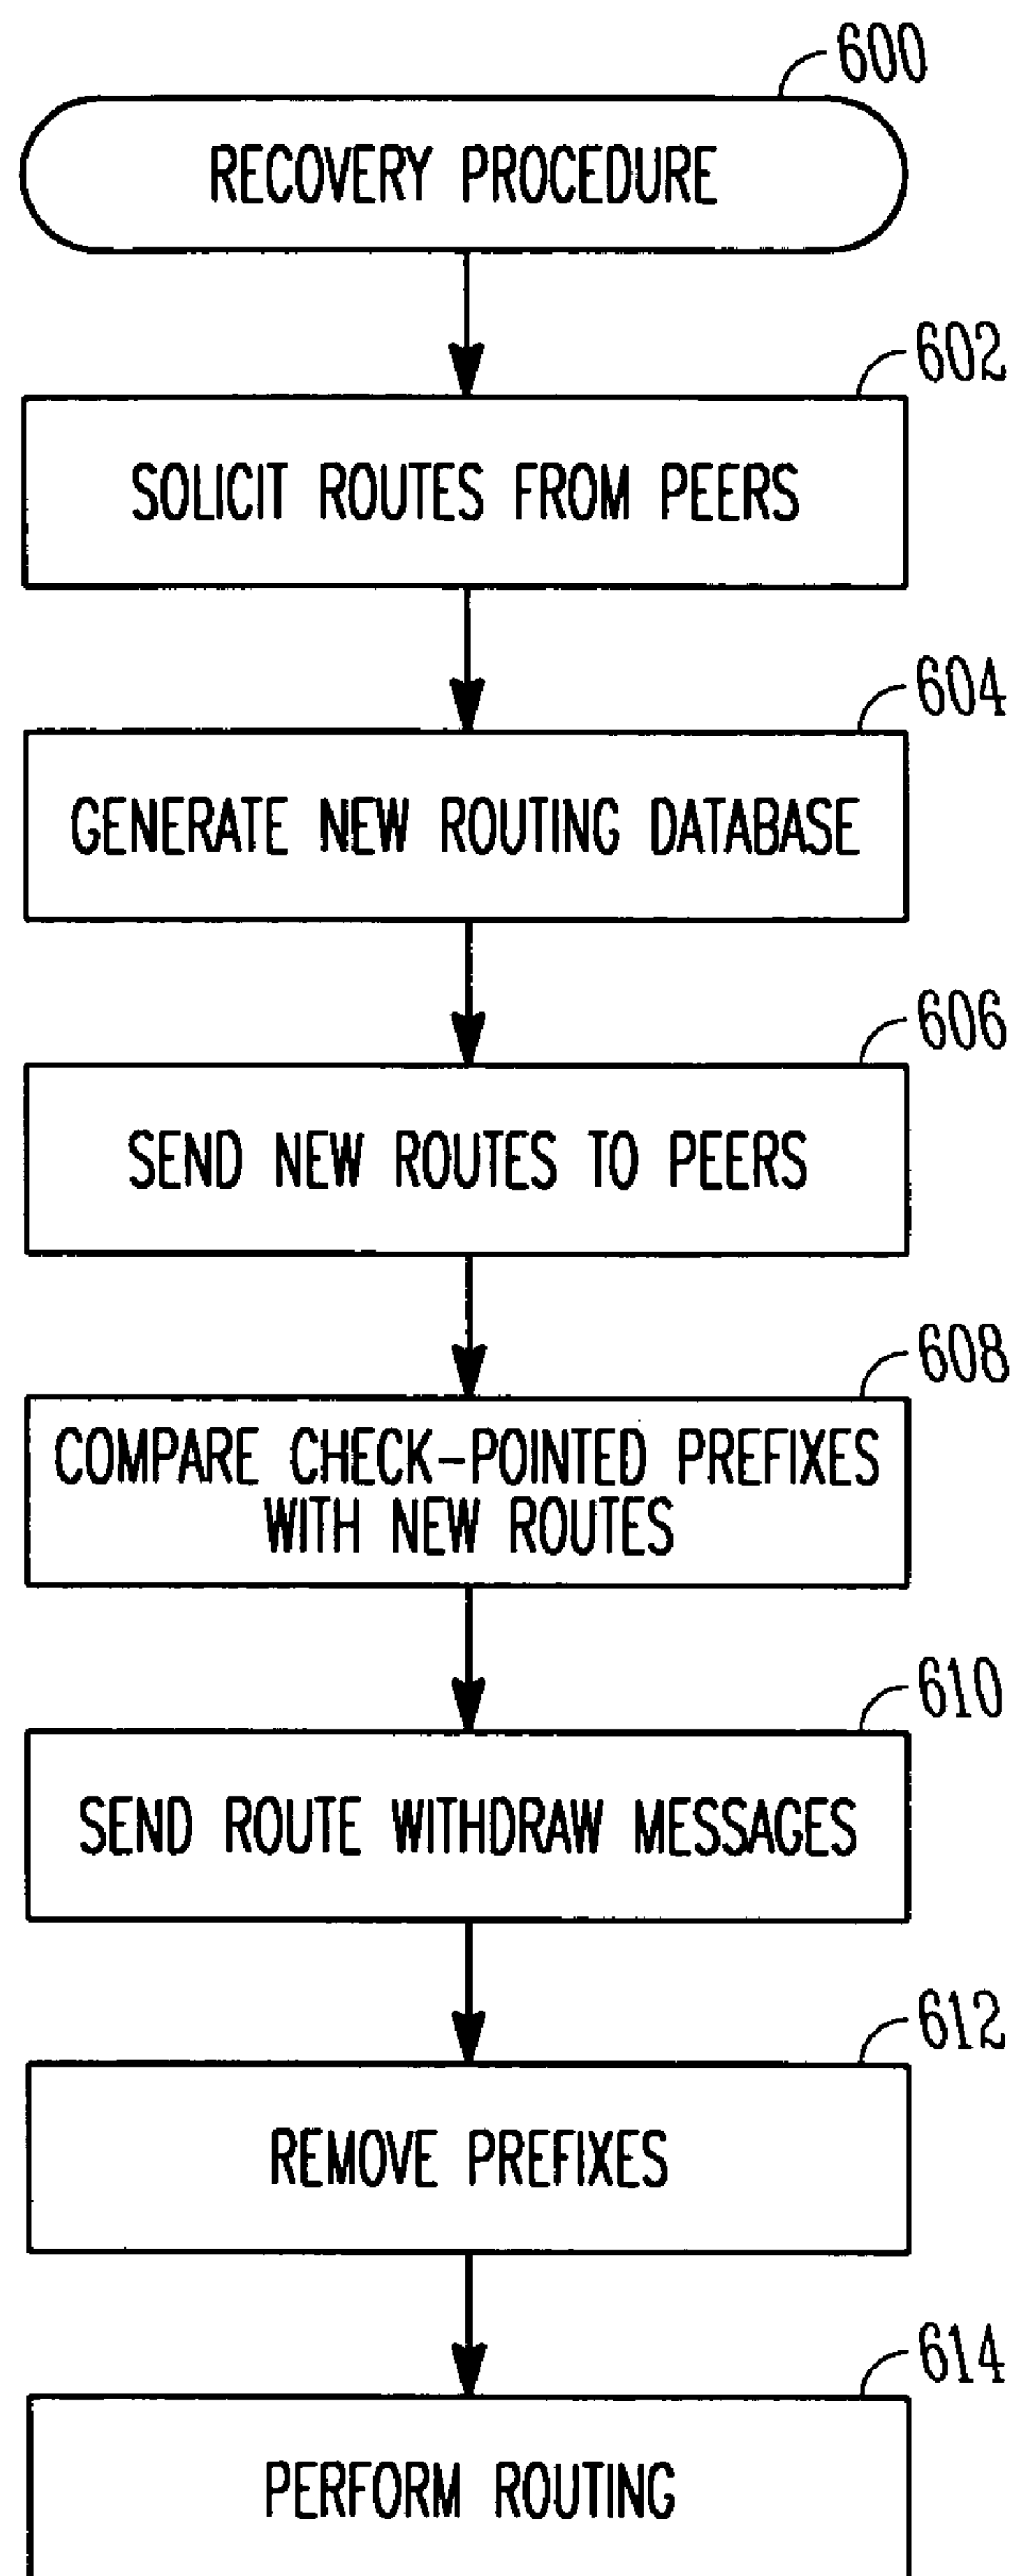 600
RECOVERY PROCEDURE
602
SOLICIT ROUTES FROM PEERS
604
GENERATE NEW ROUTING DATABASE
606
SEND NEW ROUTES TO PEERS
608
COMPARE CHECK-POINTED PREFIXES
WITH NEW ROUTES
610
SEND ROUTE WITHDRAW MESSAGES
612
REMOVE PREFIXES
614
PERFORM ROUTING